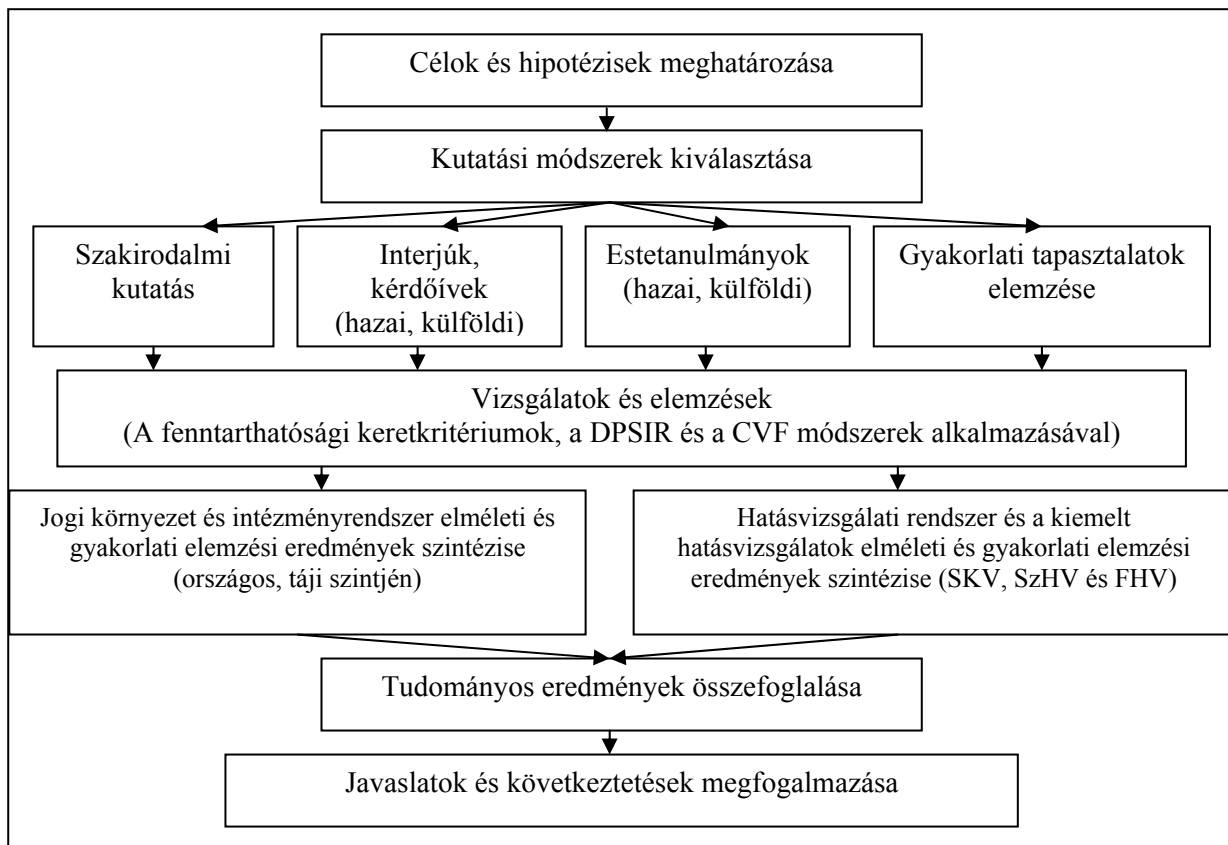 Célok és hipotézisek meghatározása
Kutatási módszerek kiválasztása
Szakirodalmi
kutatás
Interjúk,
kérdőívek
(hazai, külföldi)
Estetanulmányok
(hazai, külföldi)
Gyakorlati tapasztalatok
elemzése
Vizsgálatok és elemzések
(A fenntarthatósági keretkritériumok, a DPSIR és a CVF módszerek alkalmazásával)
Jogi környezet és intézményrendszer elméleti és
gyakorlati elemzési eredmények szintézise
(országos, táji szintjén)
Hatásvizsgálati rendszer és a kiemelt
hatásvizsgálatok elméleti és gyakorlati elemzési
eredmények szintézise (SKV, SzHV és FHV)
Tudományos eredmények összefoglalása
Javaslatok és következtetések megfogalmazása